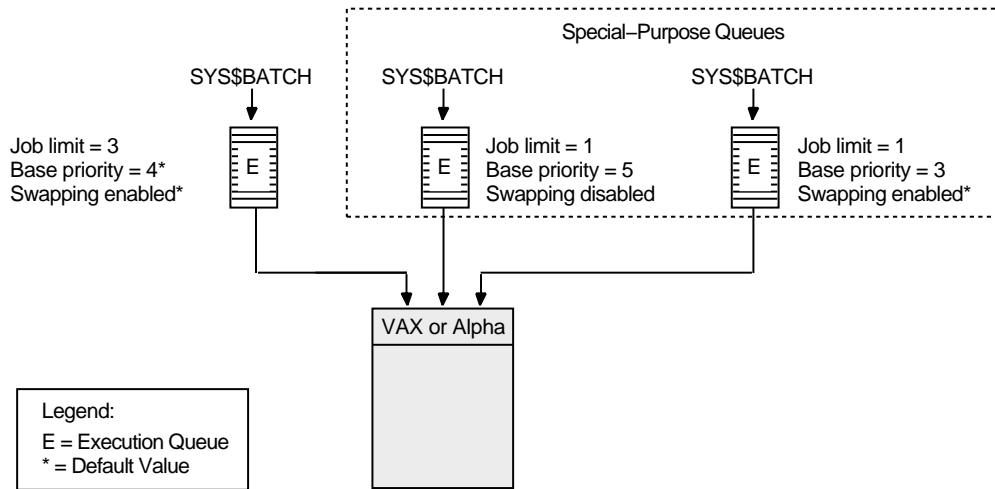 Special–Purpose Queues
SYS$BATCH
SYS$BATCH
SYS$BATCH
Job limit = 3
Base priority = 4*
Swapping enabled*
E
E
Job limit = 1
Base priority = 5
Swapping disabled
E
Job limit = 1
Base priority = 3
Swapping enabled*
VAX or Alpha
Legend:
E = Execution Queue
* = Default Value